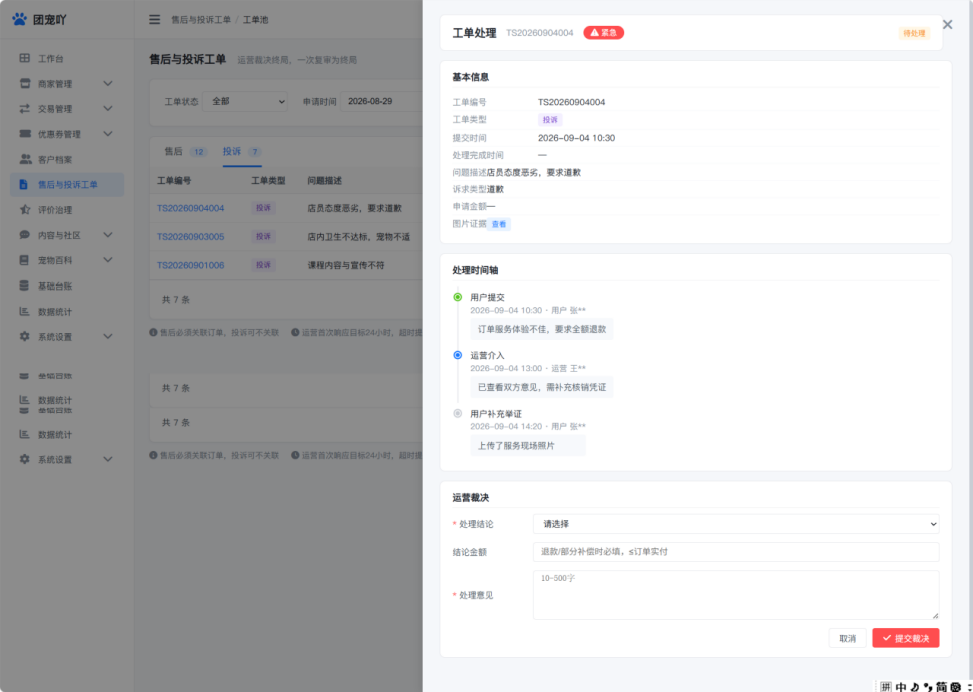 团宠吖
售后与投诉工单 / 工单池
工作台
商家管理
交易管理
优惠券管理
客户档案
售后与投诉工单
评价治理
内容与社区
宠物百科
基础台账
数据统计
系统设置
数据统计
数据统计
系统设置
售后与投诉工单 运营裁决终局，一次复审为终局
工单状态 全部 申请时间 2026-08-29
售后 12 投诉 7
工单编号 工单类型 问题描述
TS20260904004 投诉 店员态度恶劣，要求道歉
TS20260903005 投诉 店内卫生不达标，宠物不适
TS20260901006 投诉 课程内容与宣传不符
共 7 条
售后必须关联订单，投诉可不关联 运营首次响应目标24小时，超时提
共 7 条
共 7 条
售后必须关联订单，投诉可不关联 运营首次响应目标24小时，超时提
工单处理 TS20260904004 紧急 待处理
基本信息
工单编号 TS20260904004
工单类型 投诉
提交时间 2026-09-04 10:30
处理完成时间 —
问题描述店员态度恶劣，要求道歉
诉求类型道歉
申请金额—
图片证据 查看
处理时间轴
用户提交
2026-09-04 10:30 · 用户 张**
订单服务体验不佳，要求全额退款
运营介入
2026-09-04 13:00 · 运营 王**
已查看双方意见，需补充核销凭证
用户补充举证
2026-09-04 14:20 · 用户 张**
上传了服务现场照片
运营裁决
* 处理结论 请选择
结论金额 退款/部分补偿时必填，≤订单实付
* 处理意见 10-500字
取消 提交裁决
拼 中 简